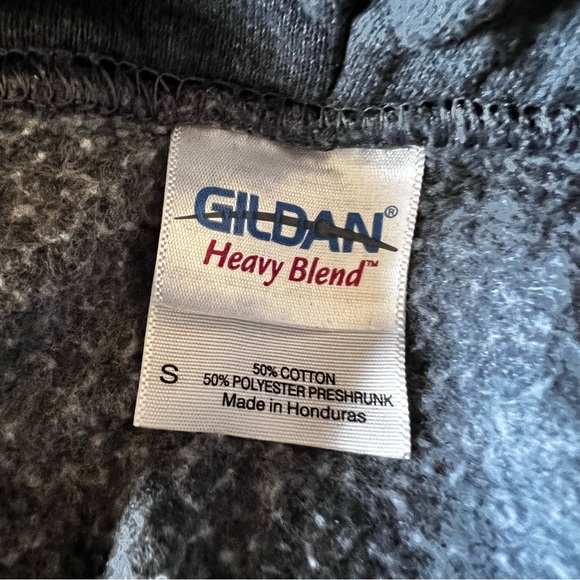 GILDAN®
Heavy Blend™
S
50% COTTON
50% POLYESTER PRESHRUNK
Made in Honduras